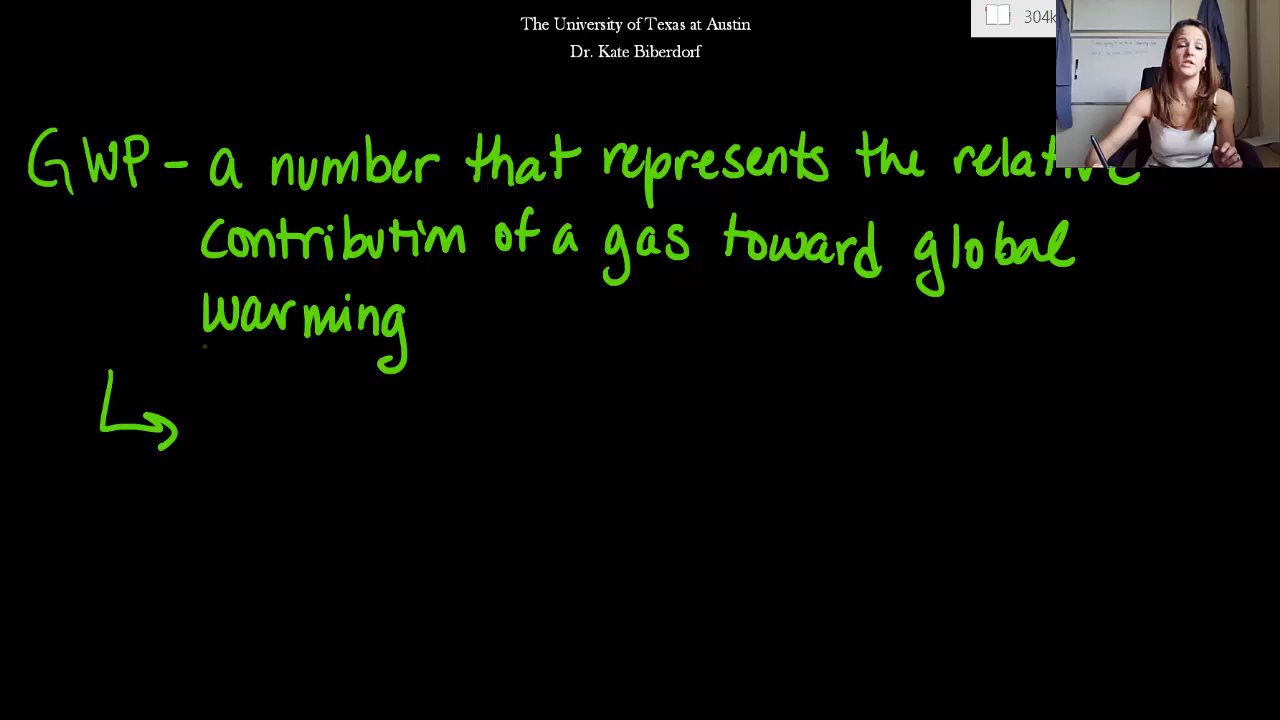 The University of Texas at Austin
Dr. Kate Biberdorf
304k
GWP - a number that represents the relative
contribution of a gas toward global
warming